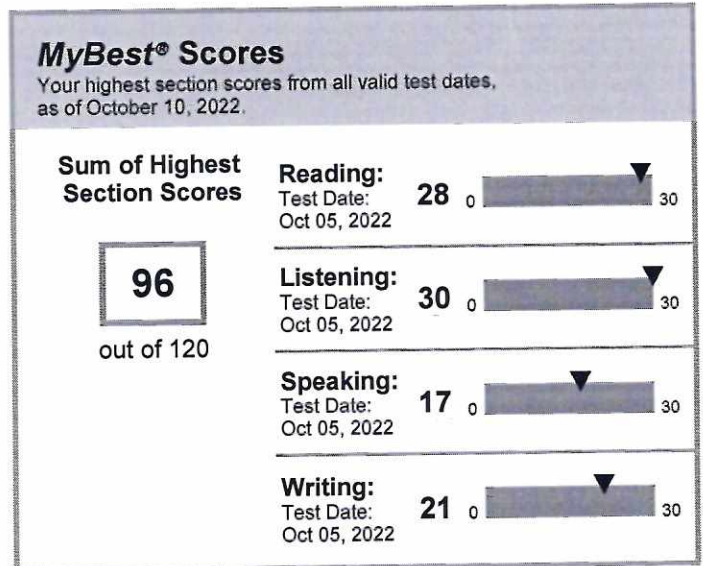 MyBest® Scores
Your highest section scores from all valid test dates,
as of October 10, 2022.
Sum of Highest
Section Scores
96
out of 120
Reading:
Test Date:
Oct 05, 2022
28
0
30
Listening:
Test Date:
Oct 05, 2022
30
0
30
Speaking:
Test Date:
Oct 05, 2022
17
0
30
Writing:
Test Date:
Oct 05, 2022
21
0
30